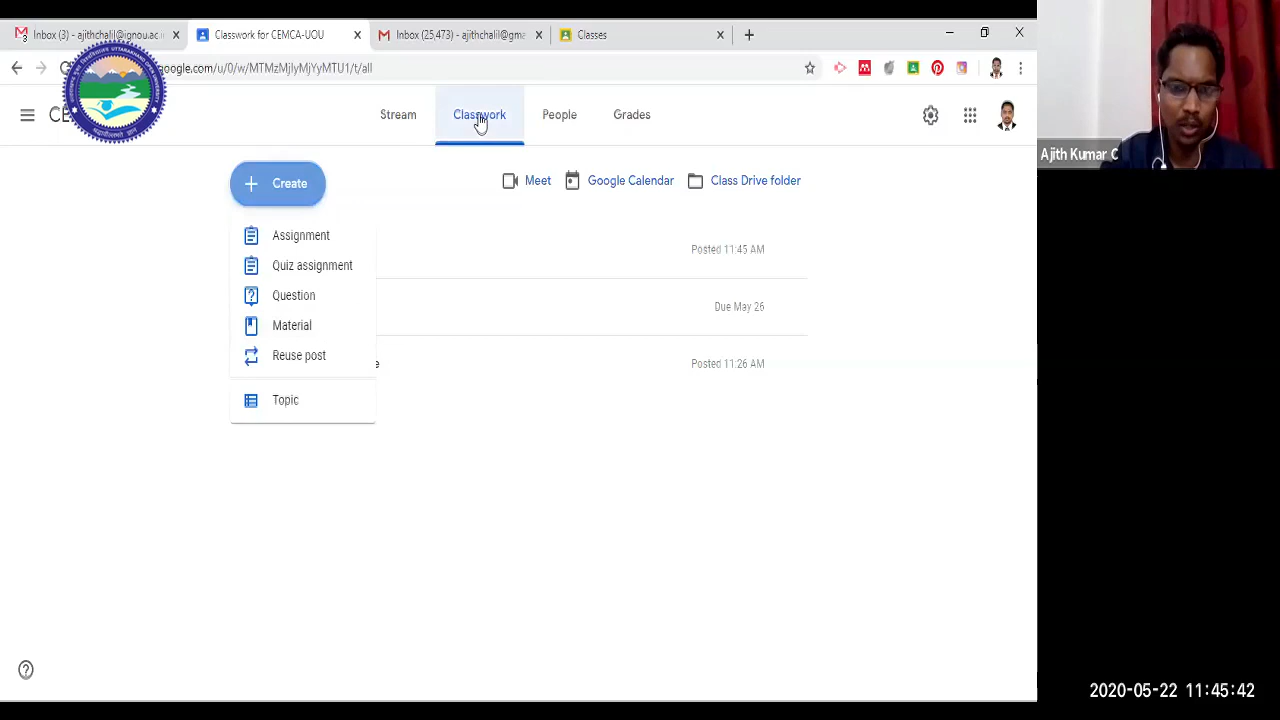 Inbox (3) - ajithchalil@ignou.ac.in
Classwork for CEMCA-UOU
Inbox (25,473) - ajithchalil@gma
Classes
google.com/u/0/w/MTMzMjIyMjYyMTU1/t/all
CE
Stream
Classwork
People
Grades
Create
Meet
Google Calendar
Class Drive folder
Assignment
Quiz assignment
Question
Material
Reuse post
Topic
Posted 11:45 AM
Due May 26
e
Posted 11:26 AM
Ajith Kumar C
2020-05-22 11:45:42